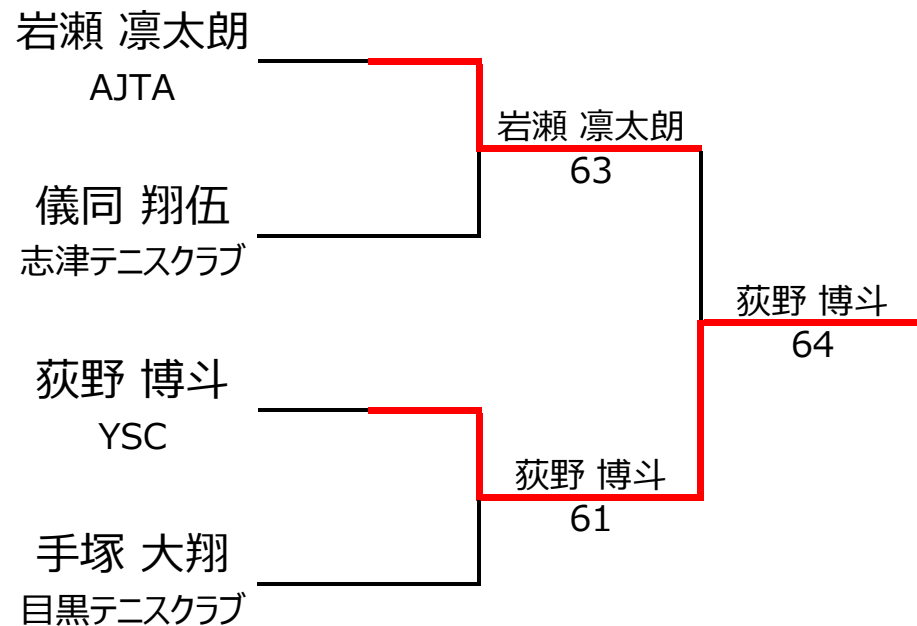 岩瀬 凛太朗
AJTA
岩瀬 凛太朗
63
儀同 翔伍
志津テニスクラブ
荻野 博斗
64
荻野 博斗
YSC
荻野 博斗
61
手塚 大翔
目黒テニスクラブ